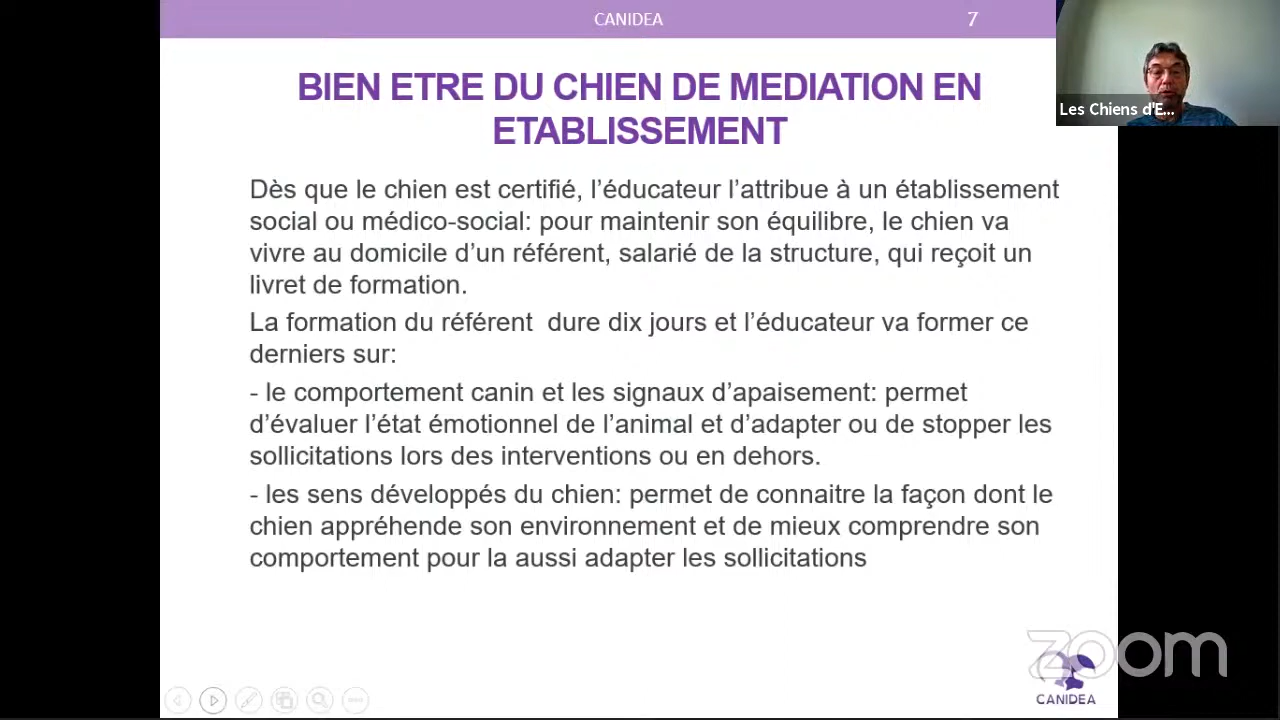 CANIDEA
7
Les Chiens d'E...
BIEN ETRE DU CHIEN DE MEDIATION EN
ETABLISSEMENT
Dès que le chien est certifié, l’éducateur l’attribue à un établissement
social ou médico-social: pour maintenir son équilibre, le chien va
vivre au domicile d’un référent, salarié de la structure, qui reçoit un
livret de formation.
La formation du référent  dure dix jours et l’éducateur va former ce
derniers sur:
- le comportement canin et les signaux d’apaisement: permet
d’évaluer l’état émotionnel de l’animal et d’adapter ou de stopper les
sollicitations lors des interventions ou en dehors.
- les sens développés du chien: permet de connaitre la façon dont le
chien appréhende son environnement et de mieux comprendre son
comportement pour la aussi adapter les sollicitations
zoom
CANIDEA